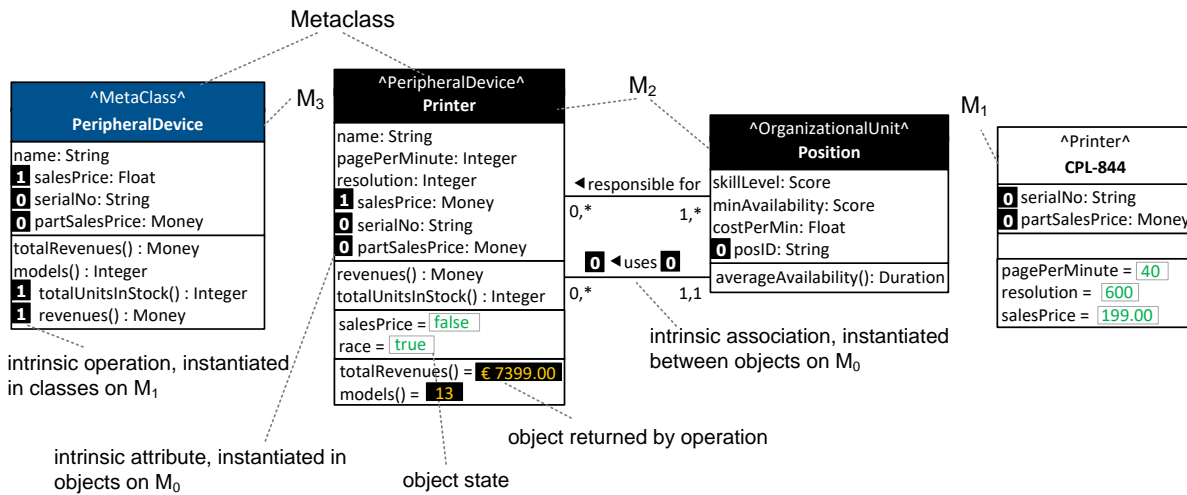 Metaclass
M3
M2
M1
^MetaClass^
PeripheralDevice
name: String
1 salesPrice: Float
0 serialNo: String
0 partSalesPrice: Money
totalRevenues() : Money
models() : Integer
1 totalUnitsInStock() : Integer
1 revenues() : Money
intrinsic operation, instantiated
in classes on M1
^PeripheralDevice^
Printer
name: String
pagePerMinute: Integer
resolution: Integer
1 salesPrice: Money
0 serialNo: String
0 partSalesPrice: Money
revenues() : Money
totalUnitsInStock() : Integer
salesPrice = false
race = true
totalRevenues() = € 7399.00
models() = 13
◄responsible for
0,* 1,*
0 ◄uses 0
0,* 1,1
^OrganizationalUnit^
Position
skillLevel: Score
minAvailability: Score
costPerMin: Float
0 posID: String
averageAvailability(): Duration
^Printer^
CPL-844
0 serialNo: String
0 partSalesPrice: Money
pagePerMinute = 40
resolution = 600
salesPrice = 199.00
intrinsic association, instantiated
between objects on M0
object returned by operation
intrinsic attribute, instantiated in
objects on M0
object state